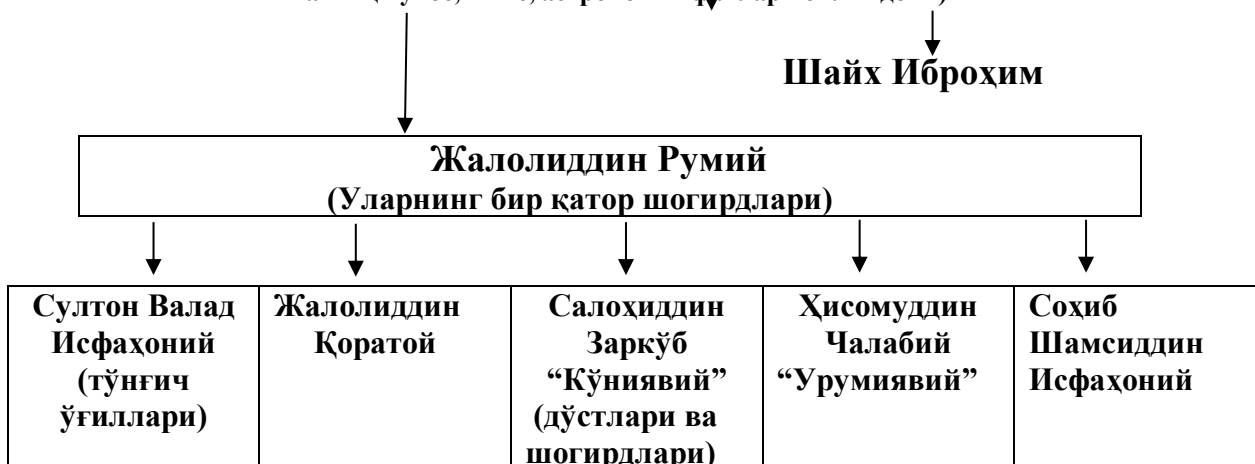 Шайх Иброҳим
Жалолиддин Румий
(Уларнинг бир қатор шогирдлари)
Султон Валад
Исфаҳоний
(тўнғич
ўғиллари)
Жалолиддин
Қоратой
Салоҳиддин
Заркўб
“Кўниявий”
(дўстлари ва
шогирдлари)
Ҳисомуддин
Чалабий
“Урумиявий”
Соҳиб
Шамсиддин
Исфаҳоний